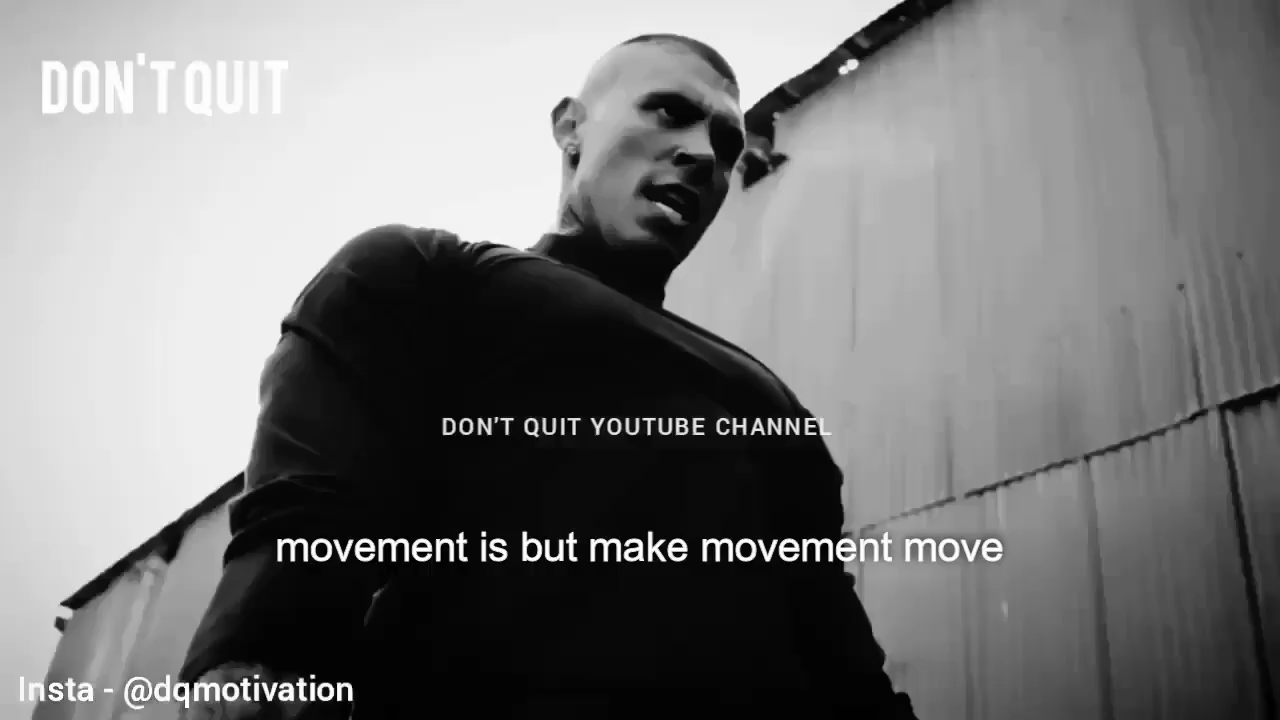 DON'T QUIT
DON'T QUIT YOUTUBE CHANNEL
movement is but make movement move
Insta - @dqmotivation